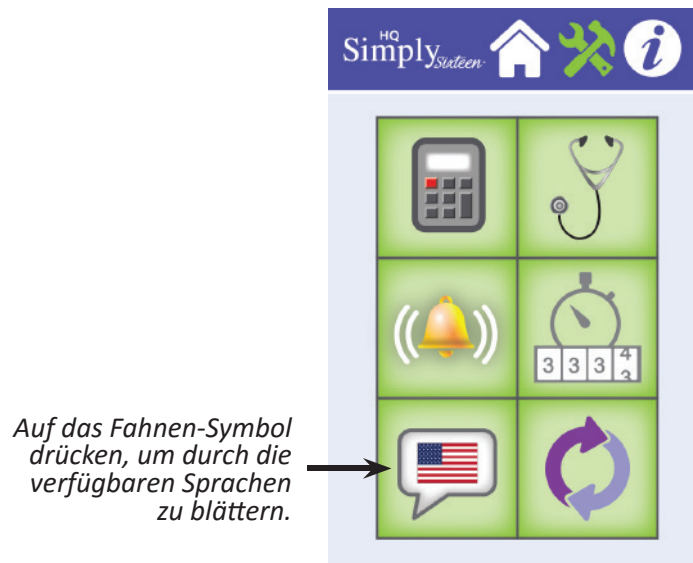 HQ
Simply Sixteen
i
3 3 3 4
3
Auf das Fahnen-Symbol
drücken, um durch die
verfügbaren Sprachen
zu blättern.